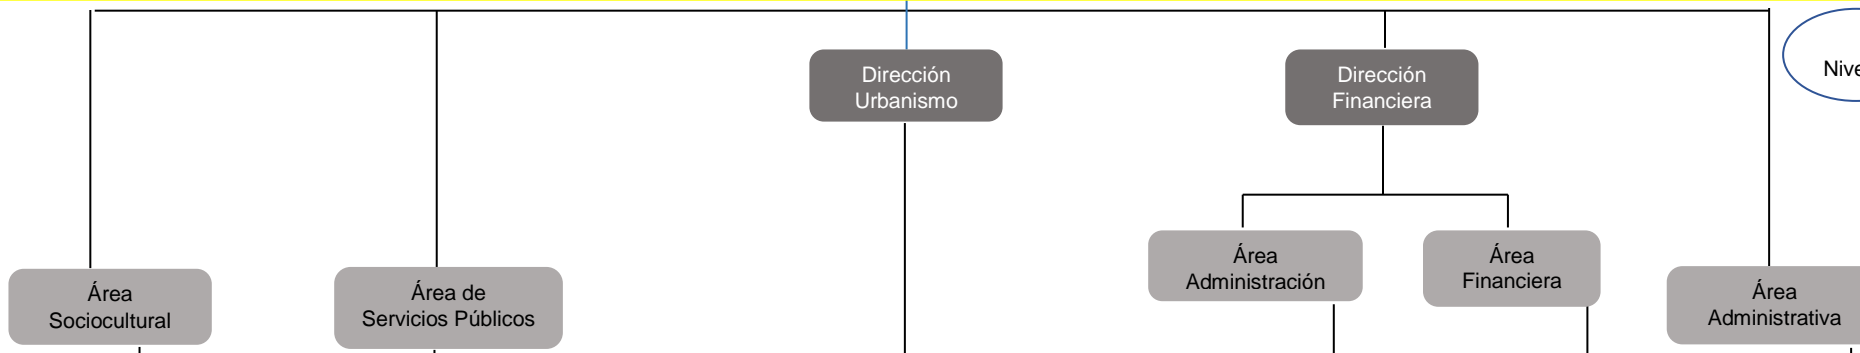 Dirección
Urbanismo
Dirección
Financiera
Área
Administración
Área
Financiera
Área
Sociocultural
Área de
Servicios Públicos
Área
Administrativa